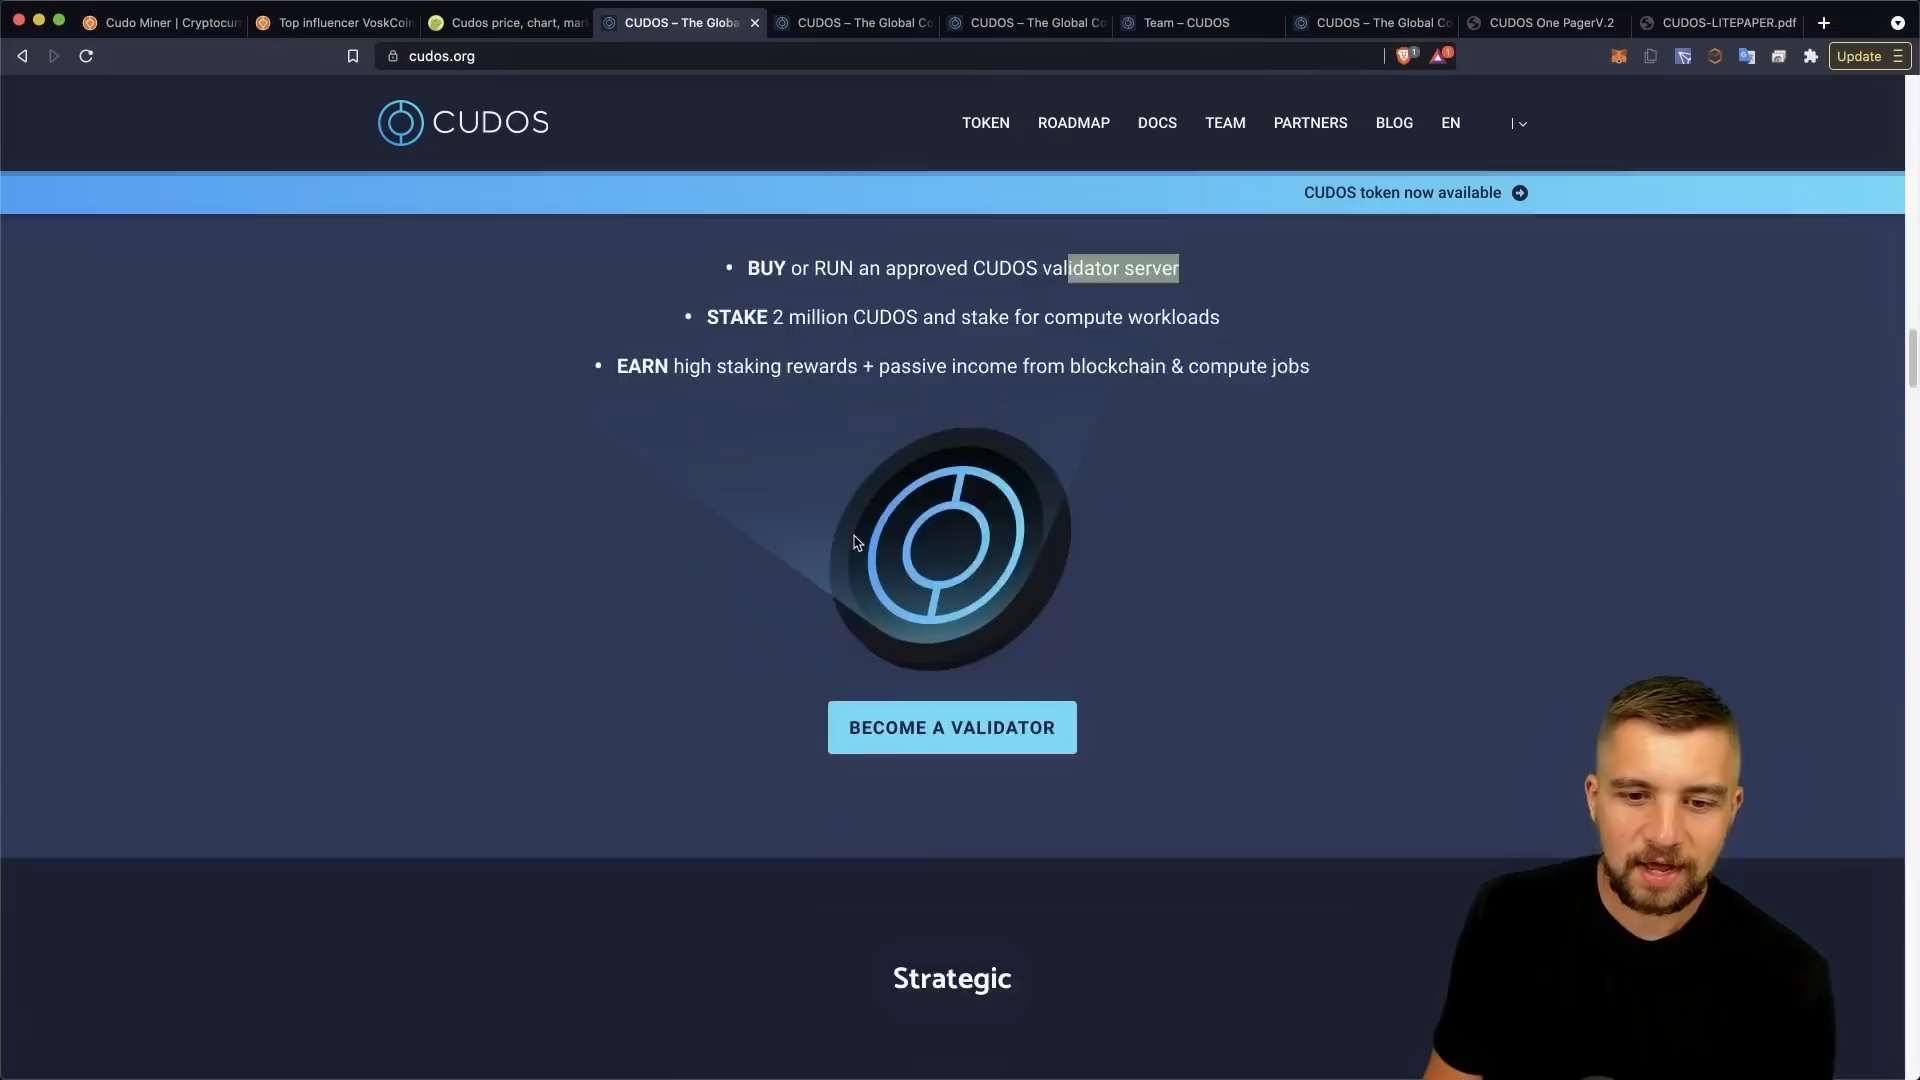 Cudo Miner | Cryptocurr
Top influencer VoskCoin
Cudos price, chart, mar
CUDOS – The Globa
CUDOS – The Global Co
CUDOS – The Global Co
Team – CUDOS
CUDOS – The Global Co
CUDOS One PagerV.2
CUDOS-LITEPAPER.pdf
cudos.org
1
1
Update
CUDOS
TOKEN
ROADMAP
DOCS
TEAM
PARTNERS
BLOG
EN
CUDOS token now available
• BUY or RUN an approved CUDOS validator server
• STAKE 2 million CUDOS and stake for compute workloads
• EARN high staking rewards + passive income from blockchain & compute jobs
BECOME A VALIDATOR
Strategic